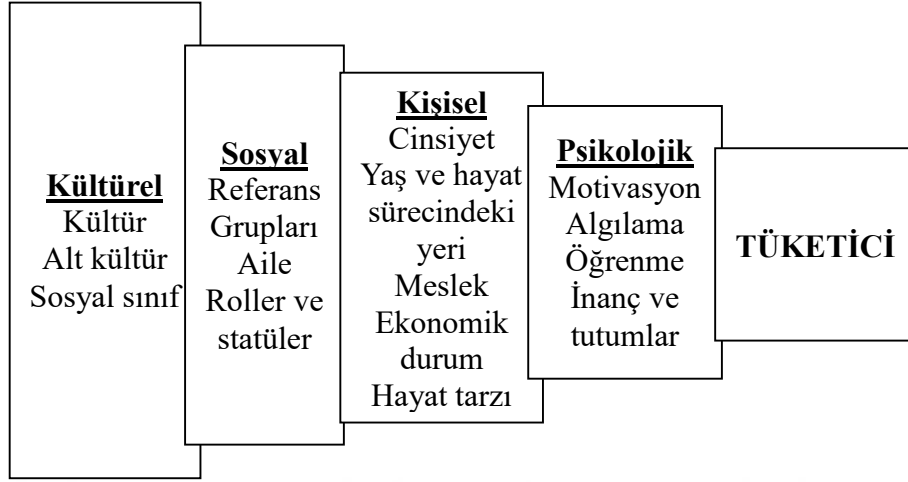 Kültürel
Kültür
Alt kültür
Sosyal sınıf
Sosyal
Referans
Grupları
Aile
Roller ve
statüler
Kişisel
Cinsiyet
Yaş ve hayat
sürecindeki
yeri
Meslek
Ekonomik
durum
Hayat tarzı
Psikolojik
Motivasyon
Algılama
Öğrenme
İnanç ve
tutumlar
TÜKETİCİ